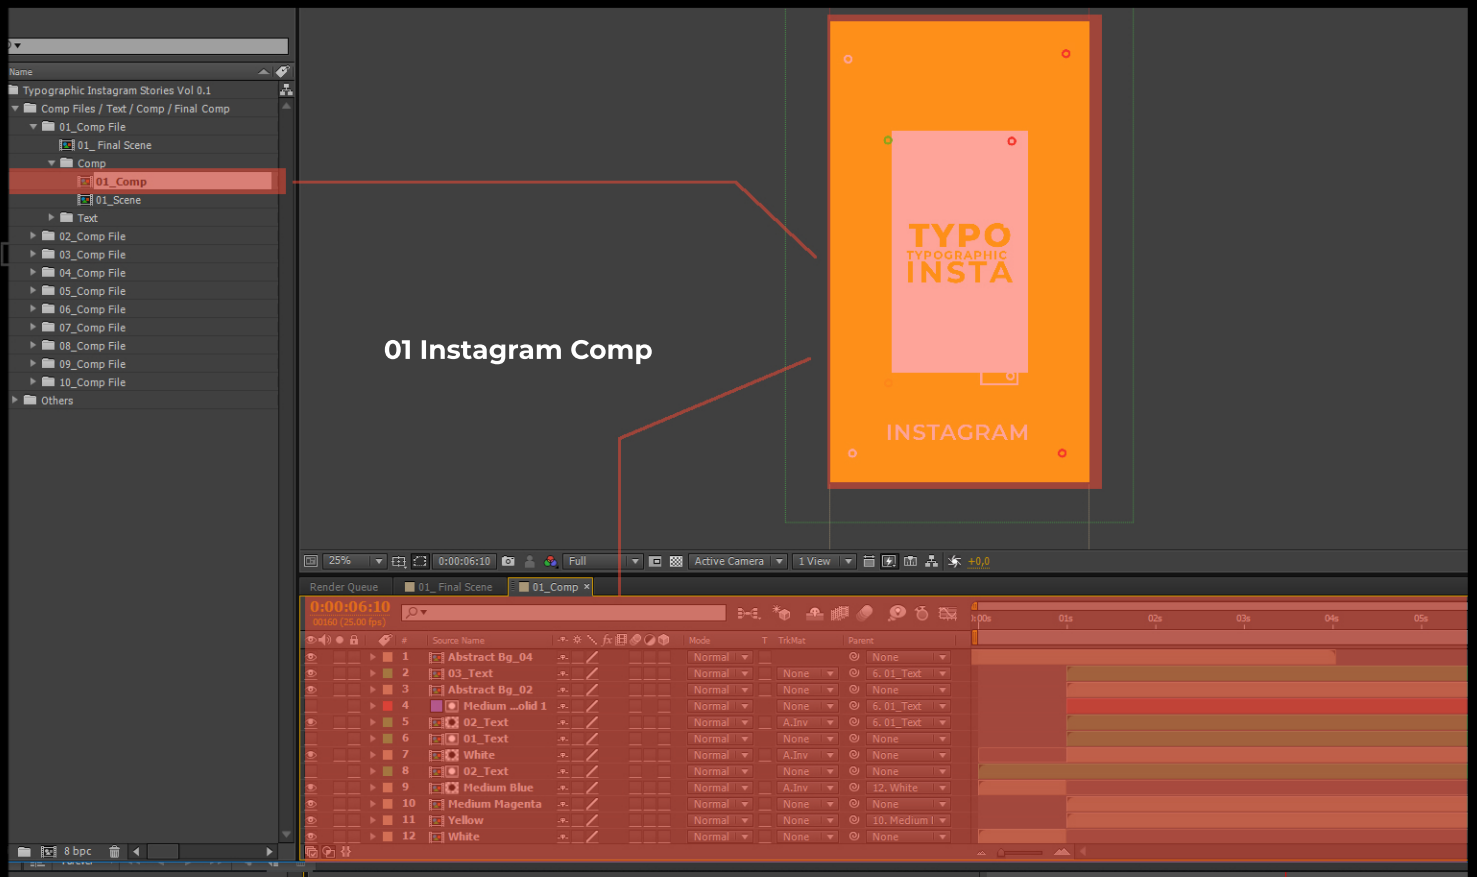 Name
Typographic Instagram Stories Vol 0.1
Comp Files / Text / Comp / Final Comp
01_Comp File
01_ Final Scene
Comp
01_Comp
01_Scene
Text
02_Comp File
03_Comp File
04_Comp File
05_Comp File
06_Comp File
07_Comp File
08_Comp File
09_Comp File
10_Comp File
Others
8 bpc
TYPO
TYPOGRAPHIC
INSTA
INSTAGRAM
01 Instagram Comp
25% 0:00:06:10 Full Active Camera 1 View +0,0
Render Queue 01_ Final Scene 01_Comp ×
0:00:06:10
00160 (25.00 fps)
:00s 01s 02s 03s 04s 05s
# Source Name fx Mode T TrkMat Parent
1 Abstract Bg_04 Normal None
2 03_Text Normal None 6. 01_Text
3 Abstract Bg_02 Normal None None
4 Medium ...olid 1 Normal None 6. 01_Text
5 02_Text Normal A.Inv 6. 01_Text
6 01_Text Normal None None
7 White Normal A.Inv None
8 02_Text Normal None None
9 Medium Blue Normal A.Inv 12. White
10 Medium Magenta Normal None None
11 Yellow Normal None 10. Medium
12 White Normal None None